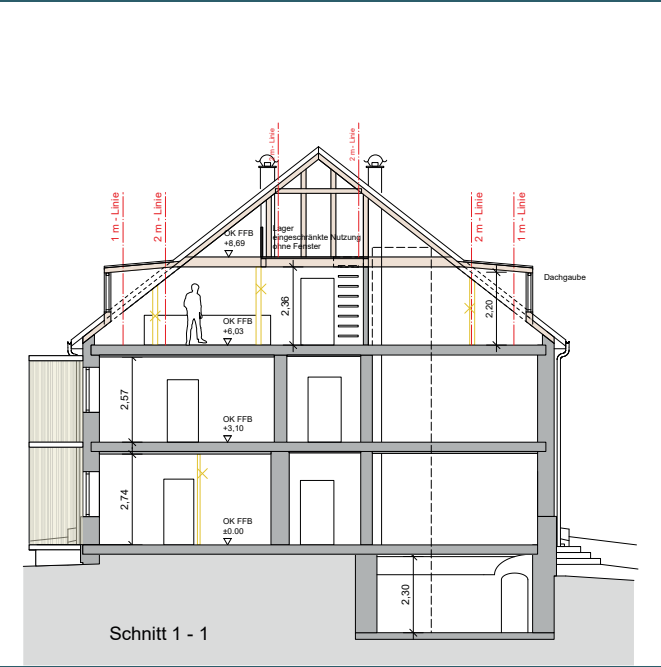 2 m - Linie
2 m - Linie
1 m - Linie
2 m - Linie
2 m - Linie
1 m - Linie
OK FFB
+8,69
Lager
eingeschränkte Nutzung
ohne Fenster
Dachgaube
2,36
2,20
OK FFB
+6,03
2,57
OK FFB
+3,10
2,74
OK FFB
±0.00
2,30
Schnitt 1 - 1